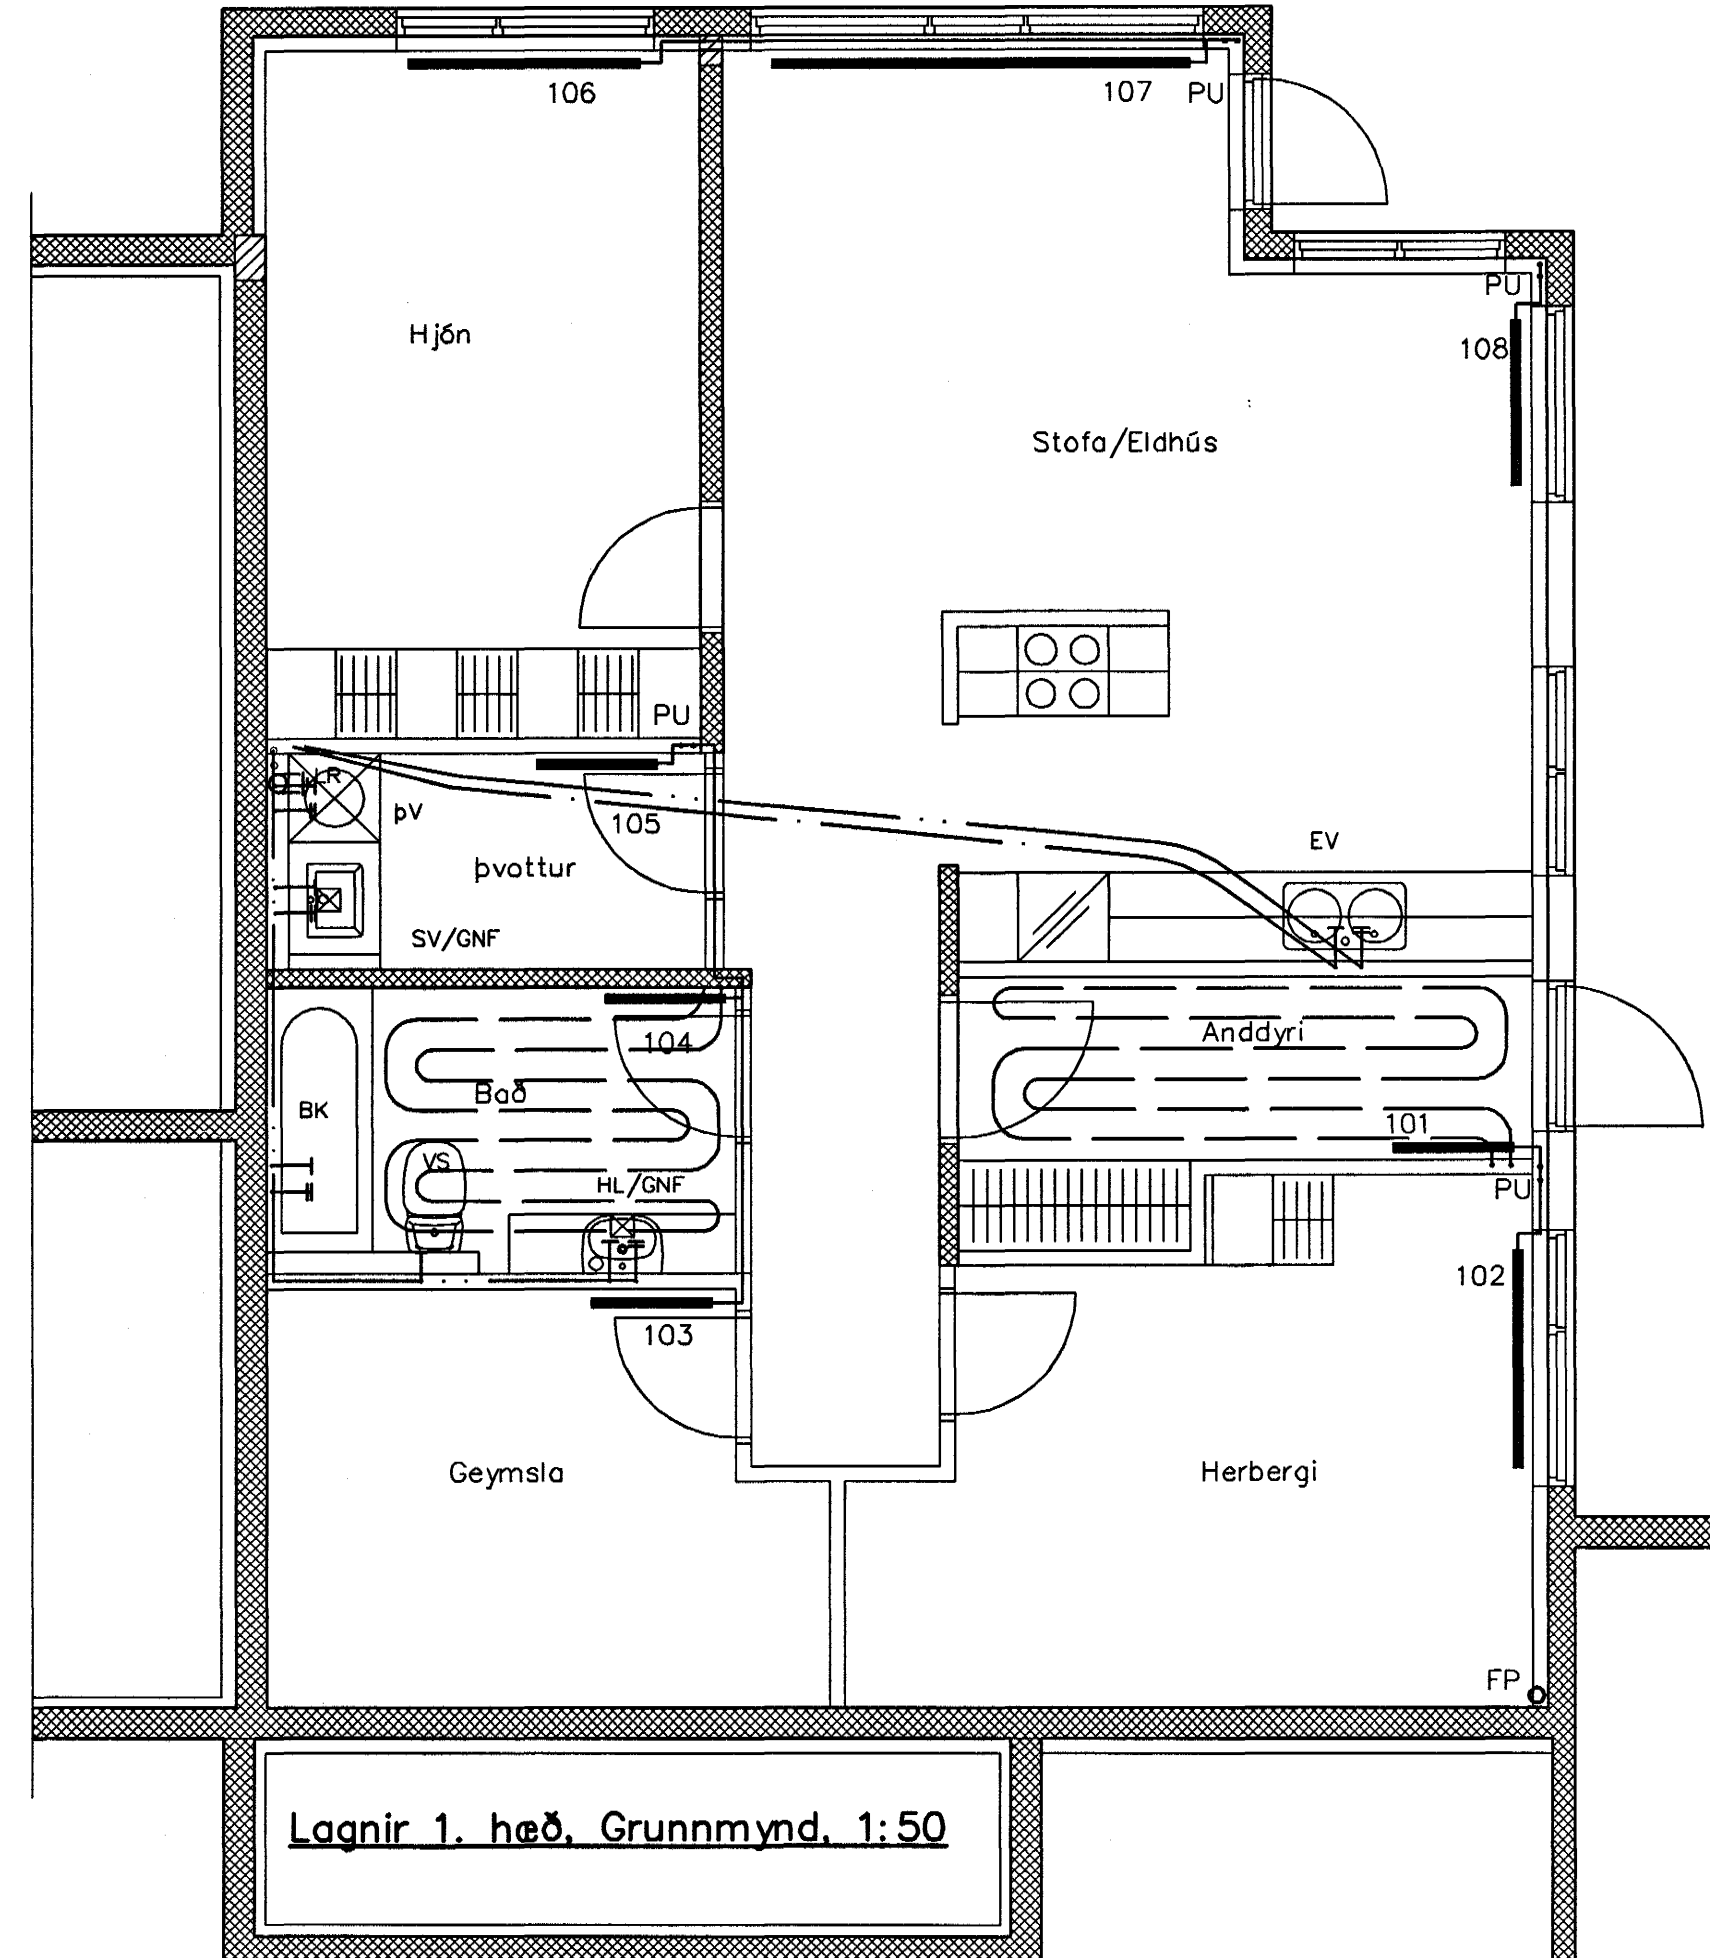 106
107
PU
PU
108
Hjón
Stofa/Eldhús
PU
LR
þV
105
EV
þvottur
SV/GNF
104
Anddyri
Bað
BK
101
VS
HL/GNF
PU
102
103
Geymsla
Herbergi
FP
Lagnir 1. hæð, Grunnmynd, 1:50